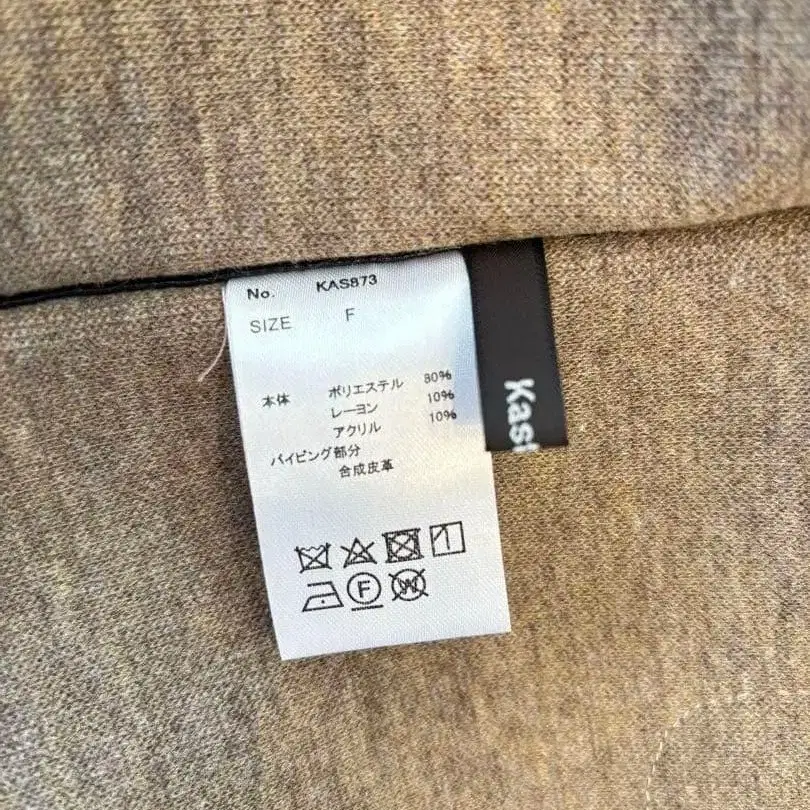 No. KAS873
SIZE F
本体 ポリエステル 80%
レーヨン 10%
アクリル 10%
パイピング部分
合成皮革
F
W
Kast